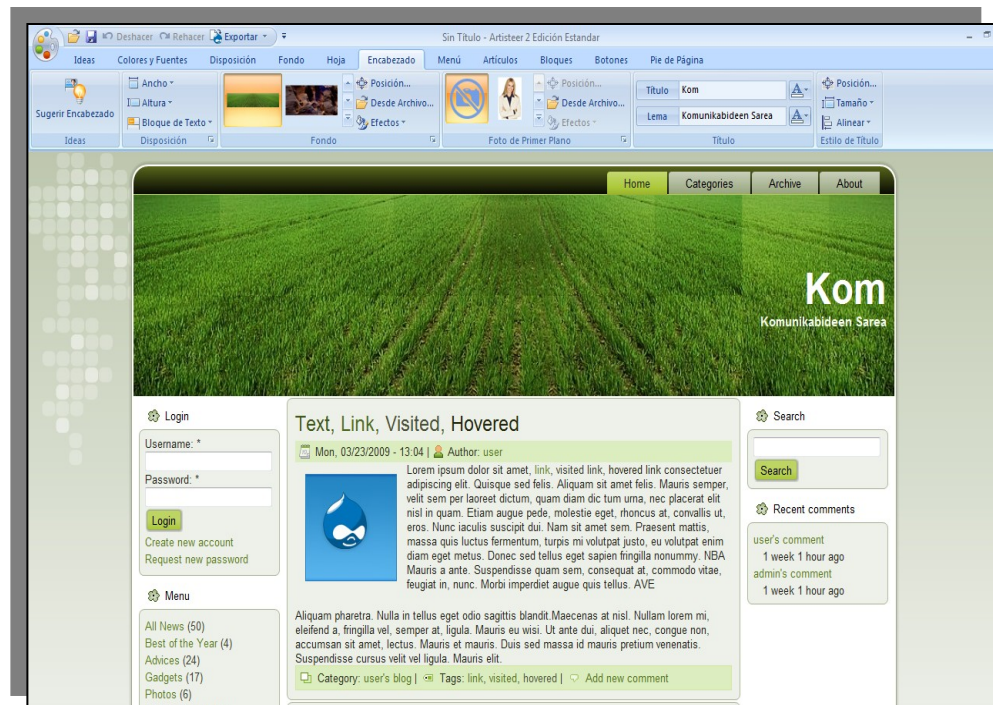 Deshacer Rehacer Exportar Sin Título - Artisteer 2 Edición Estandar
Ideas Colores y Fuentes Disposición Fondo Hoja Encabezado Menú Artículos Bloques Botones Pie de Página
Sugerir Encabezado
Ideas
Ancho
Altura
Bloque de Texto
Disposición
Posición...
Desde Archivo...
Efectos
Fondo
Posición...
Desde Archivo...
Efectos
Foto de Primer Plano
Título Kom
Lema Komunikabideen Sarea
Título
Posición...
Tamaño
Alinear
Estilo de Título
Home Categories Archive About
Kom
Komunikabideen Sarea
Login
Username: *
Password: *
Login
Create new account
Request new password
Menu
All News (50)
Best of the Year (4)
Advices (24)
Gadgets (17)
Photos (6)
Text, Link, Visited, Hovered
Mon, 03/23/2009 - 13:04 | Author: user
Lorem ipsum dolor sit amet, link, visited link, hovered link consectetuer
adipiscing elit. Quisque sed felis. Aliquam sit amet felis. Mauris semper,
velit sem per laoreet dictum, quam diam dic tum urna, nec placerat elit
nisl in quam. Etiam augue pede, molestie eget, rhoncus at, convallis ut,
eros. Nunc iaculis suscipit dui. Nam sit amet sem. Praesent mattis,
massa quis luctus fermentum, turpis mi volutpat justo, eu volutpat enim
diam eget metus. Donec sed tellus eget sapien fringilla nonummy. NBA
Mauris a ante. Suspendisse quam sem, consequat at, commodo vitae,
feugiat in, nunc. Morbi imperdiet augue quis tellus. AVE
Aliquam pharetra. Nulla in tellus eget odio sagittis blandit.Maecenas at nisl. Nullam lorem mi,
eleifend a, fringilla vel, semper at, ligula. Mauris eu wisi. Ut ante dui, aliquet nec, congue non,
accumsan sit amet, lectus. Mauris et mauris. Duis sed massa id mauris pretium venenatis.
Suspendisse cursus velit vel ligula. Mauris elit.
Category: user's blog | Tags: link, visited, hovered | Add new comment
Search
Search
Recent comments
user's comment
1 week 1 hour ago
admin's comment
1 week 1 hour ago